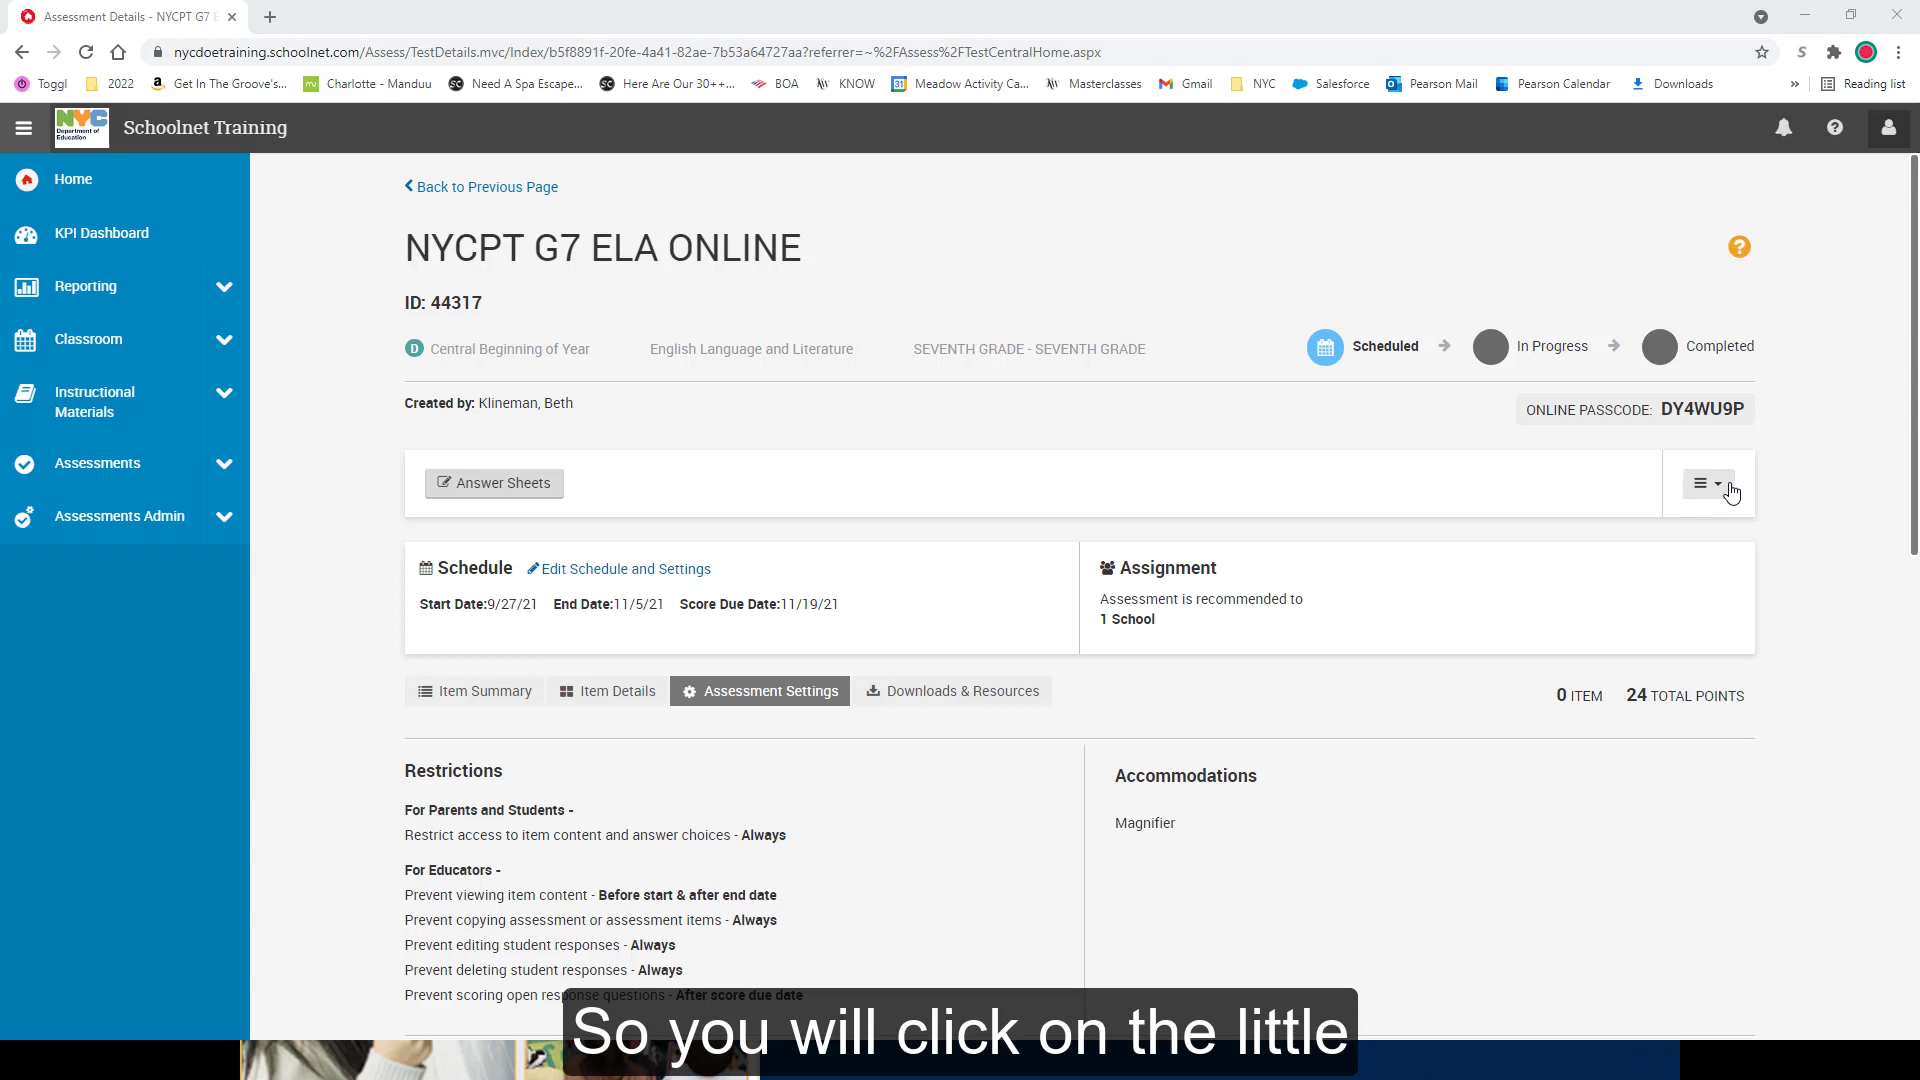 Assessment Details - NYCPT G7 E
nycdoetraining.schoolnet.com/Assess/TestDetails.mvc/Index/b5f8891f-20fe-4a41-82ae-7b53a64727aa?referrer=~%2FAssess%2FTestCentralHome.aspx
Toggl 2022 Get In The Groove's... Charlotte - Manduu Need A Spa Escape... Here Are Our 30++... BOA KNOW Meadow Activity Ca... Masterclasses Gmail NYC Salesforce Pearson Mail Pearson Calendar Downloads » Reading list
NYC Department of Education
Schoolnet Training
Home
KPI Dashboard
Reporting
Classroom
Instructional
Materials
Assessments
Assessments Admin
Back to Previous Page
NYCPT G7 ELA ONLINE
ID: 44317
D Central Beginning of Year English Language and Literature SEVENTH GRADE - SEVENTH GRADE Scheduled In Progress Completed
Created by: Klineman, Beth
ONLINE PASSCODE: DY4WU9P
Answer Sheets
Schedule Edit Schedule and Settings
Start Date:9/27/21 End Date:11/5/21 Score Due Date:11/19/21
Assignment
Assessment is recommended to
1 School
Item Summary Item Details Assessment Settings Downloads & Resources
0 ITEM 24 TOTAL POINTS
Restrictions
For Parents and Students -
Restrict access to item content and answer choices - Always
For Educators -
Prevent viewing item content - Before start & after end date
Prevent copying assessment or assessment items - Always
Prevent editing student responses - Always
Prevent deleting student responses - Always
Prevent scoring open response questions - After score due date
Accommodations
Magnifier
So you will click on the little